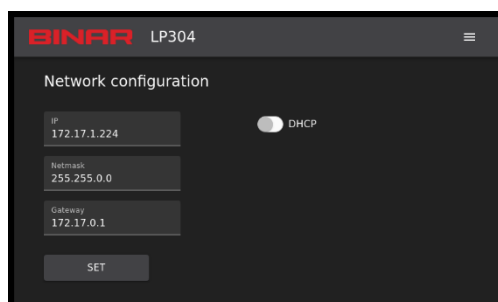 BINAR LP304
Network configuration
IP
172.17.1.224
DHCP
Netmask
255.255.0.0
Gateway
172.17.0.1
SET